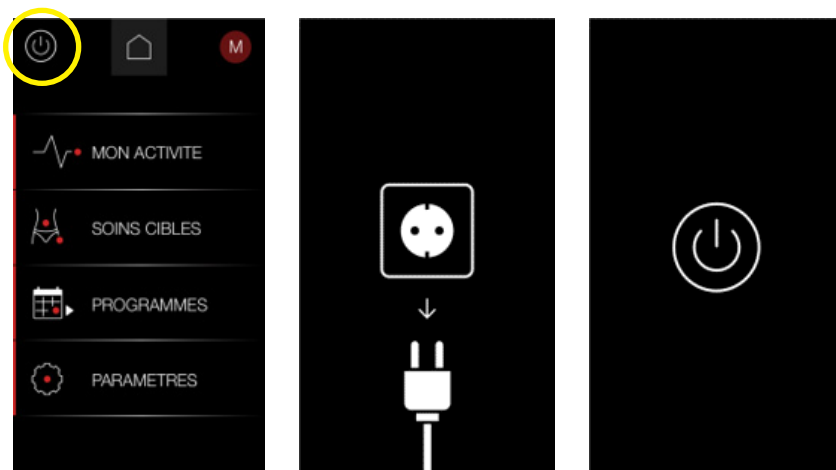 M
MON ACTIVITE
SOINS CIBLES
PROGRAMMES
PARAMETRES